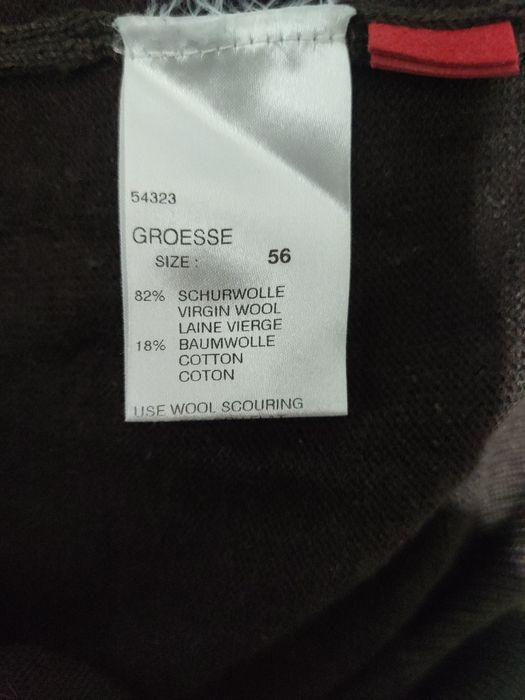 54323
GROESSE
SIZE : 56
82% SCHURWOLLE
VIRGIN WOOL
LAINE VIERGE
18% BAUMWOLLE
COTTON
COTON
USE WOOL SCOURING